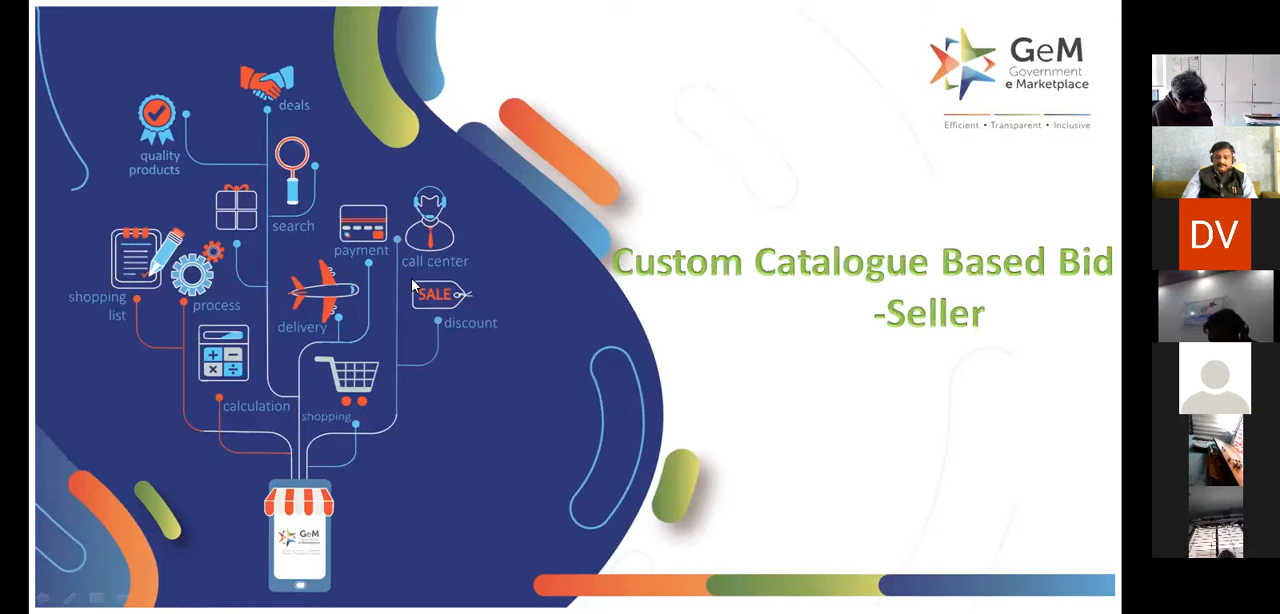 GeM
Government
e Marketplace
Efficient • Transparent • Inclusive
Custom Catalogue Based Bid
-Seller
deals
quality
products
search
payment
call center
SALE
shopping
list
process
delivery
discount
calculation
shopping
GeM
DV